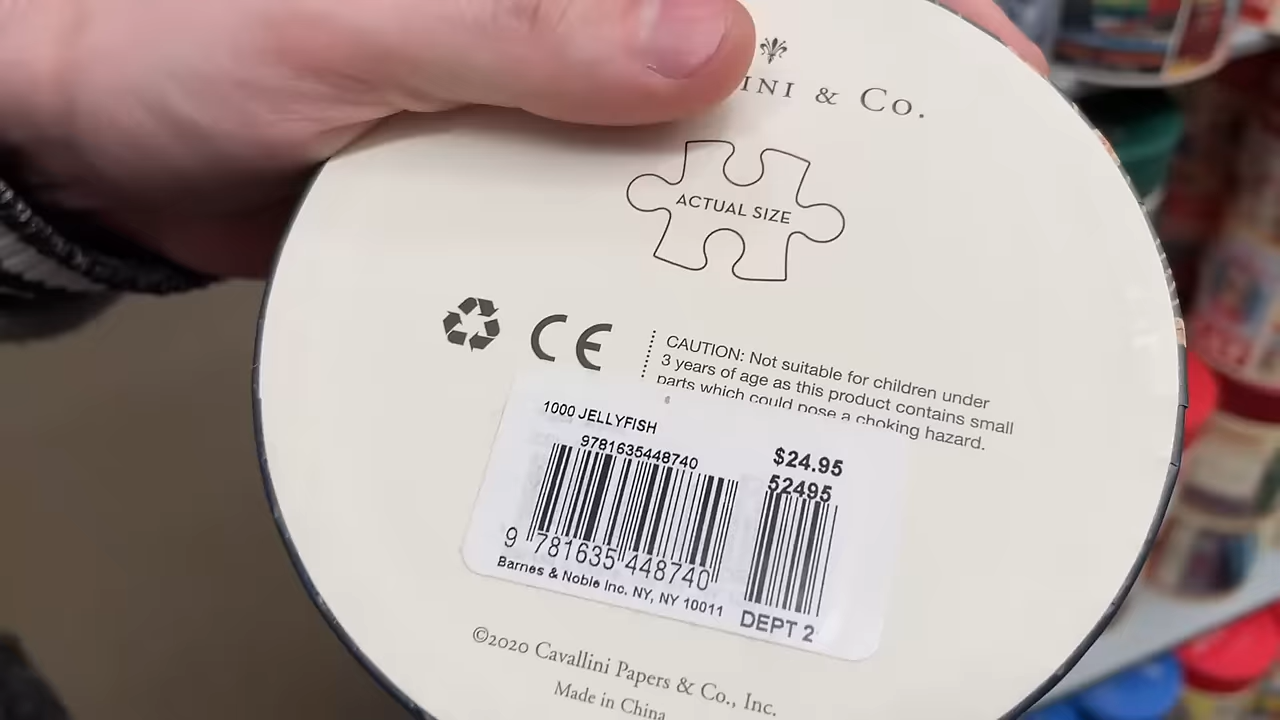 INI & Co.
ACTUAL SIZE
CE
CAUTION: Not suitable for children under
3 years of age as this product contains small
parts which could pose a choking hazard.
1000 JELLYFISH
9781635448740
$24.95
52495
9 781635 448740
Barnes & Noble Inc. NY, NY 10011
DEPT 2
©2020 Cavallini Papers & Co., Inc.
Made in China